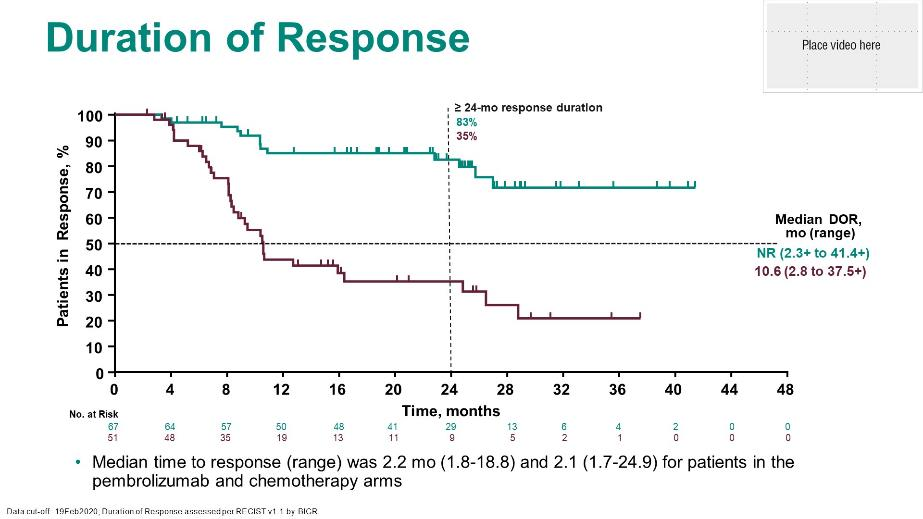 Duration of Response
Place video here
≥ 24-mo response duration
83%
35%
100
90
80
70
60
50
40
30
20
10
0
Patients in Response, %
Median DOR,
mo (range)
NR (2.3+ to 41.4+)
10.6 (2.8 to 37.5+)
0 4 8 12 16 20 24 28 32 36 40 44 48
Time, months
No. at Risk
67 64 57 50 48 41 29 13 6 4 2 0 0
51 48 35 19 13 11 9 5 2 1 0 0 0
• Median time to response (range) was 2.2 mo (1.8-18.8) and 2.1 (1.7-24.9) for patients in the
pembrolizumab and chemotherapy arms
Data cut-off: 19Feb2020; Duration of Response assessed per RECIST v1.1 by BICR